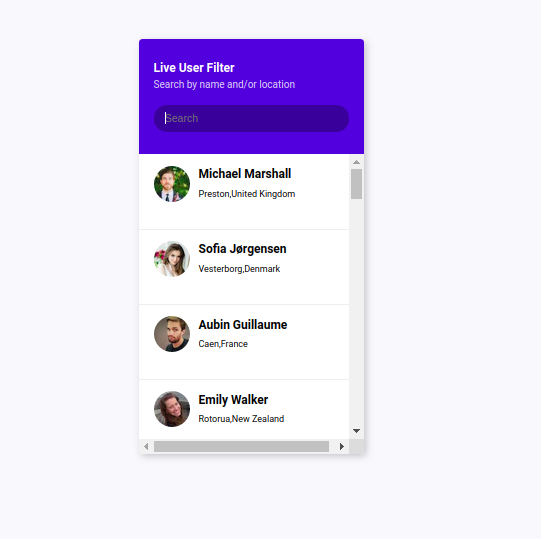 Live User Filter
Search by name and/or location
Search
Michael Marshall
Preston,United Kingdom
Sofia Jørgensen
Vesterborg,Denmark
Aubin Guillaume
Caen,France
Emily Walker
Rotorua,New Zealand